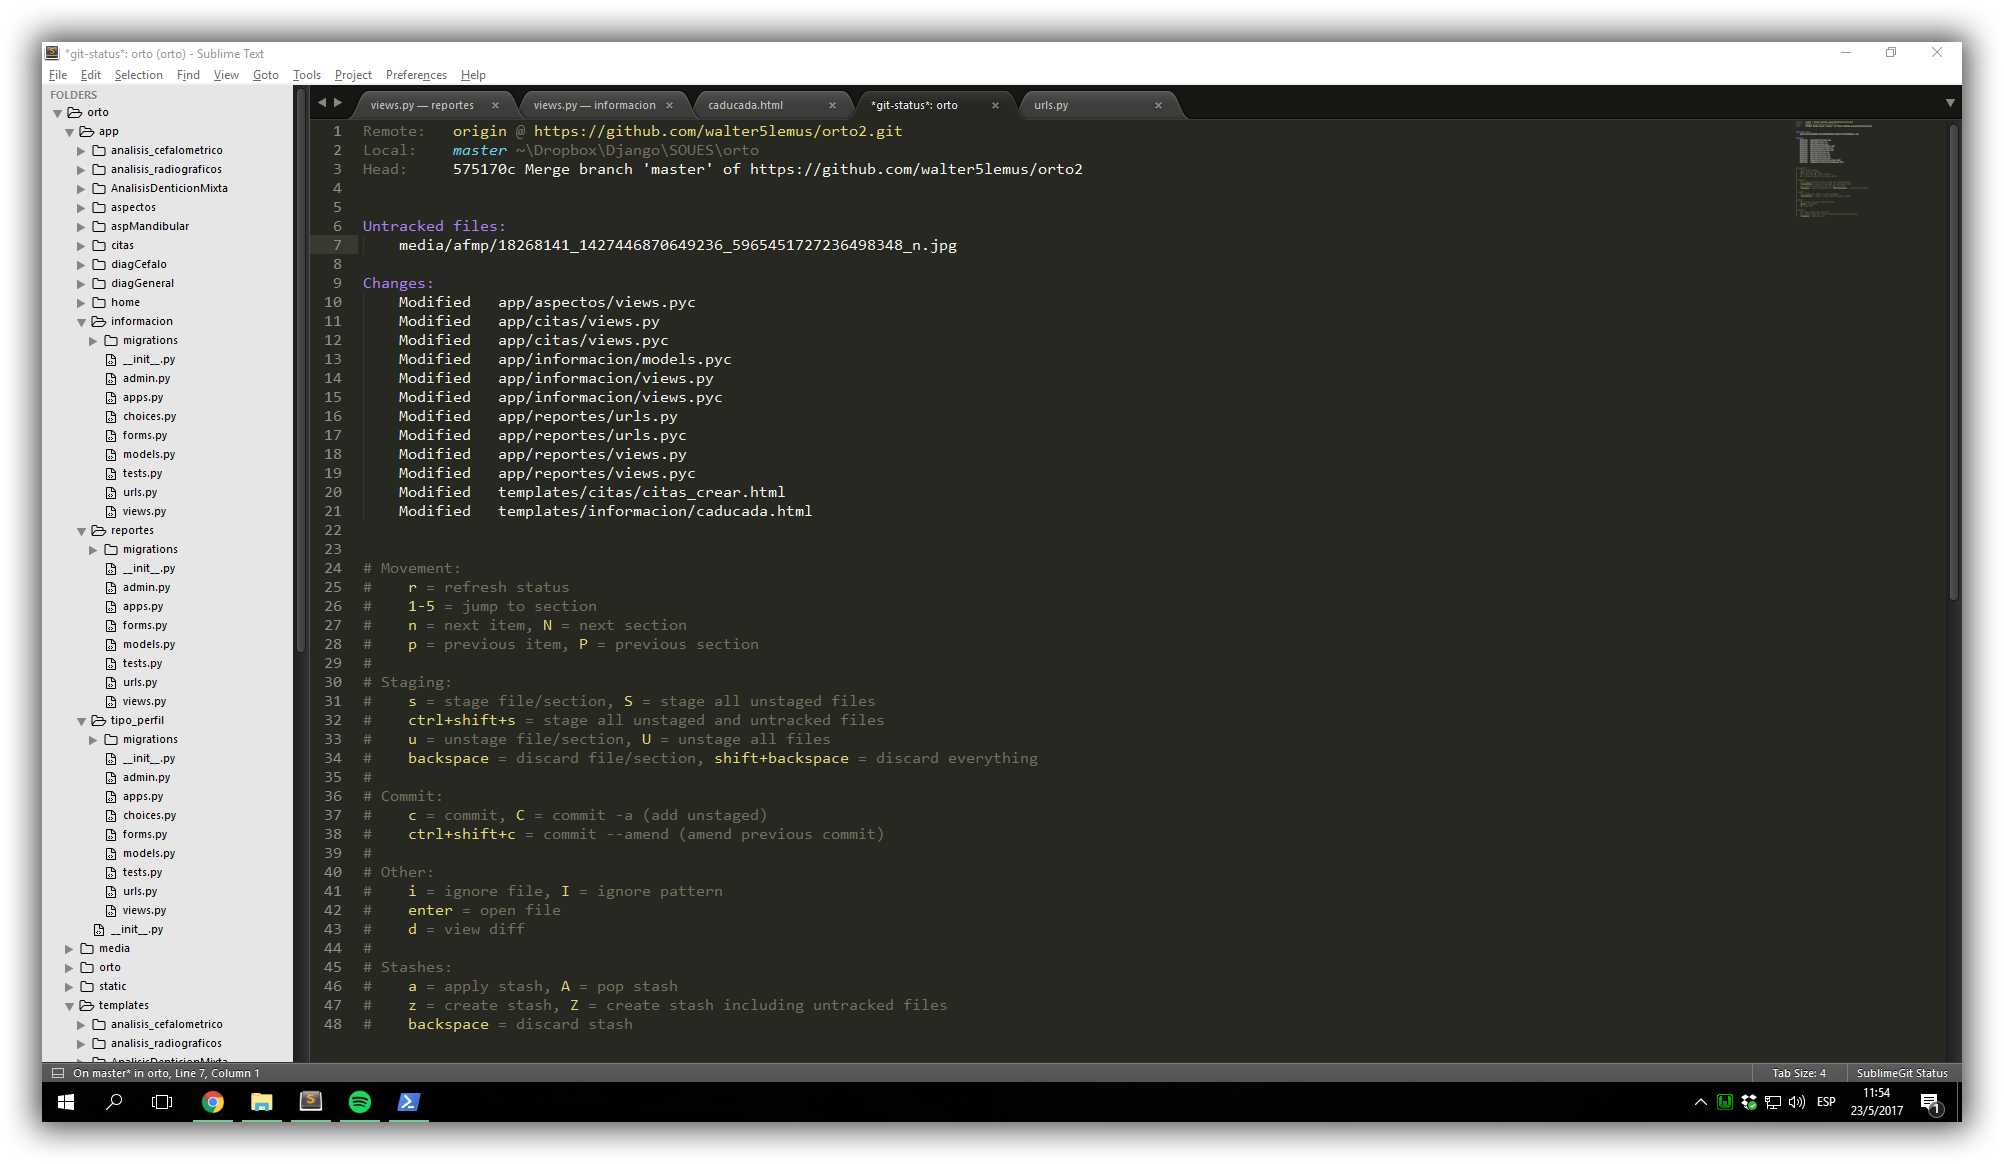 *git-status*: orto (orto) - Sublime Text
File Edit Selection Find View Goto Tools Project Preferences Help
FOLDERS
orto
app
analisis_cefalometrico
analisis_radiograficos
AnalisisDenticionMixta
aspectos
aspMandibular
citas
diagCefalo
diagGeneral
home
informacion
migrations
__init__.py
admin.py
apps.py
choices.py
forms.py
models.py
tests.py
urls.py
views.py
reportes
migrations
__init__.py
admin.py
apps.py
forms.py
models.py
tests.py
urls.py
views.py
tipo_perfil
migrations
__init__.py
admin.py
apps.py
choices.py
forms.py
models.py
tests.py
urls.py
views.py
__init__.py
media
orto
static
templates
analisis_cefalometrico
analisis_radiograficos
AnalisisDenticionMixta
views.py — reportes × views.py — informacion × caducada.html × *git-status*: orto × urls.py ×
1 Remote: origin @ https://github.com/walter5lemus/orto2.git
2 Local: master ~\Dropbox\Django\SOUES\orto
3 Head: 575170c Merge branch 'master' of https://github.com/walter5lemus/orto2
4
5
6 Untracked files:
7 media/afmp/18268141_1427446870649236_5965451727236498348_n.jpg
8
9 Changes:
10 Modified app/aspectos/views.pyc
11 Modified app/citas/views.py
12 Modified app/citas/views.pyc
13 Modified app/informacion/models.pyc
14 Modified app/informacion/views.py
15 Modified app/informacion/views.pyc
16 Modified app/reportes/urls.py
17 Modified app/reportes/urls.pyc
18 Modified app/reportes/views.py
19 Modified app/reportes/views.pyc
20 Modified templates/citas/citas_crear.html
21 Modified templates/informacion/caducada.html
22
23
24 # Movement:
25 # r = refresh status
26 # 1-5 = jump to section
27 # n = next item, N = next section
28 # p = previous item, P = previous section
29 #
30 # Staging:
31 # s = stage file/section, S = stage all unstaged files
32 # ctrl+shift+s = stage all unstaged and untracked files
33 # u = unstage file/section, U = unstage all files
34 # backspace = discard file/section, shift+backspace = discard everything
35 #
36 # Commit:
37 # c = commit, C = commit -a (add unstaged)
38 # ctrl+shift+c = commit --amend (amend previous commit)
39 #
40 # Other:
41 # i = ignore file, I = ignore pattern
42 # enter = open file
43 # d = view diff
44 #
45 # Stashes:
46 # a = apply stash, A = pop stash
47 # z = create stash, Z = create stash including untracked files
48 # backspace = discard stash
On master* in orto, Line 7, Column 1 Tab Size: 4 SublimeGit Status
ESP
11:54
23/5/2017
1